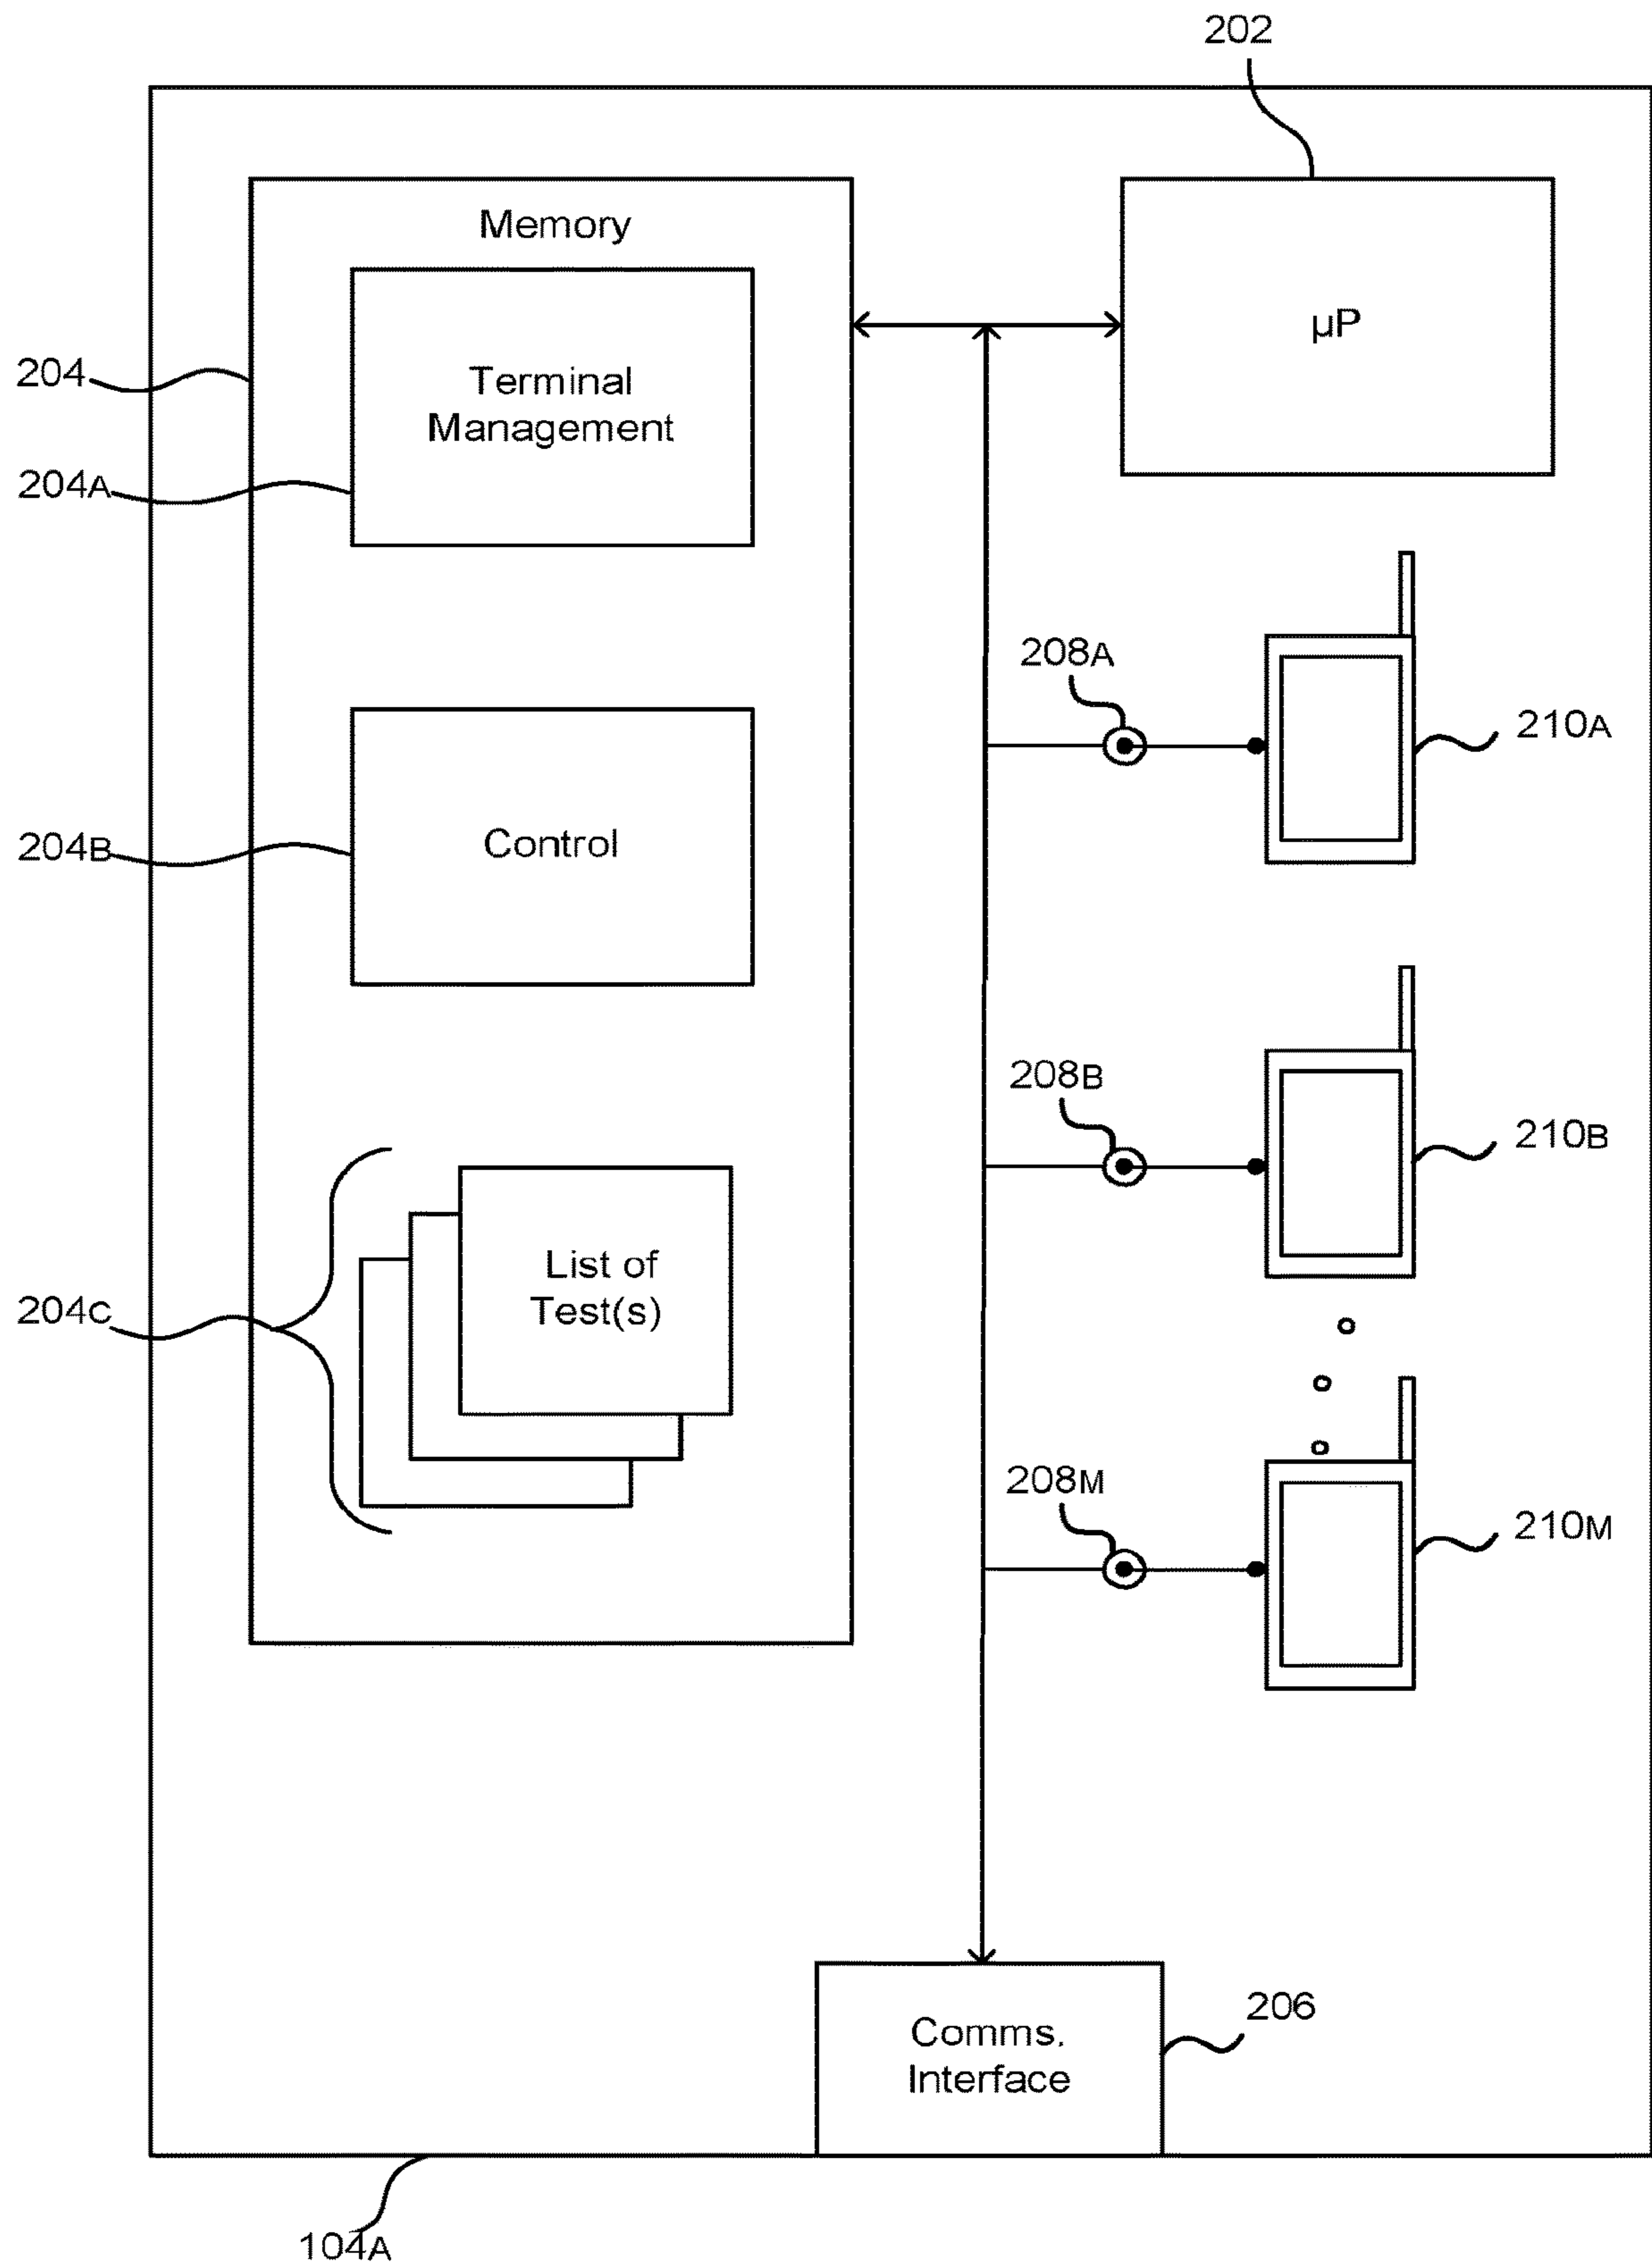 202
Memory
µP
Terminal
Management
204
204A
208A
210A
Control
204B
208B
210B
List of
Test(s)
204C
208M
210M
206
Comms.
Interface
104A